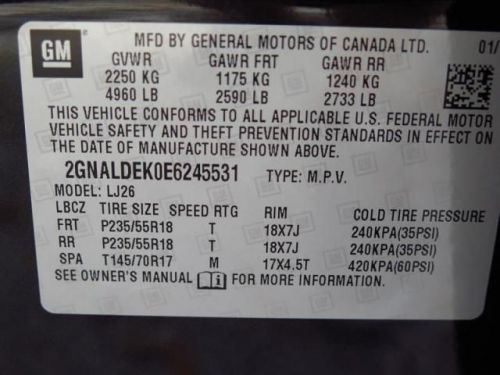 GM
MFD BY GENERAL MOTORS OF CANADA LTD. 01/
GVWR GAWR FRT GAWR RR
2250 KG 1175 KG 1240 KG
4960 LB 2590 LB 2733 LB
THIS VEHICLE CONFORMS TO ALL APPLICABLE U.S. FEDERAL MOTOR
VEHICLE SAFETY AND THEFT PREVENTION STANDARDS IN EFFECT ON
THE DATE OF MANUFACTURE SHOWN ABOVE.
2GNALDEK0E6245531 TYPE: M.P.V.
MODEL: LJ26
LBCZ TIRE SIZE SPEED RTG RIM COLD TIRE PRESSURE
FRT P235/55R18 T 18X7J 240KPA(35PSI)
RR P235/55R18 T 18X7J 240KPA(35PSI)
SPA T145/70R17 M 17X4.5T 420KPA(60PSI)
SEE OWNER'S MANUAL FOR MORE INFORMATION